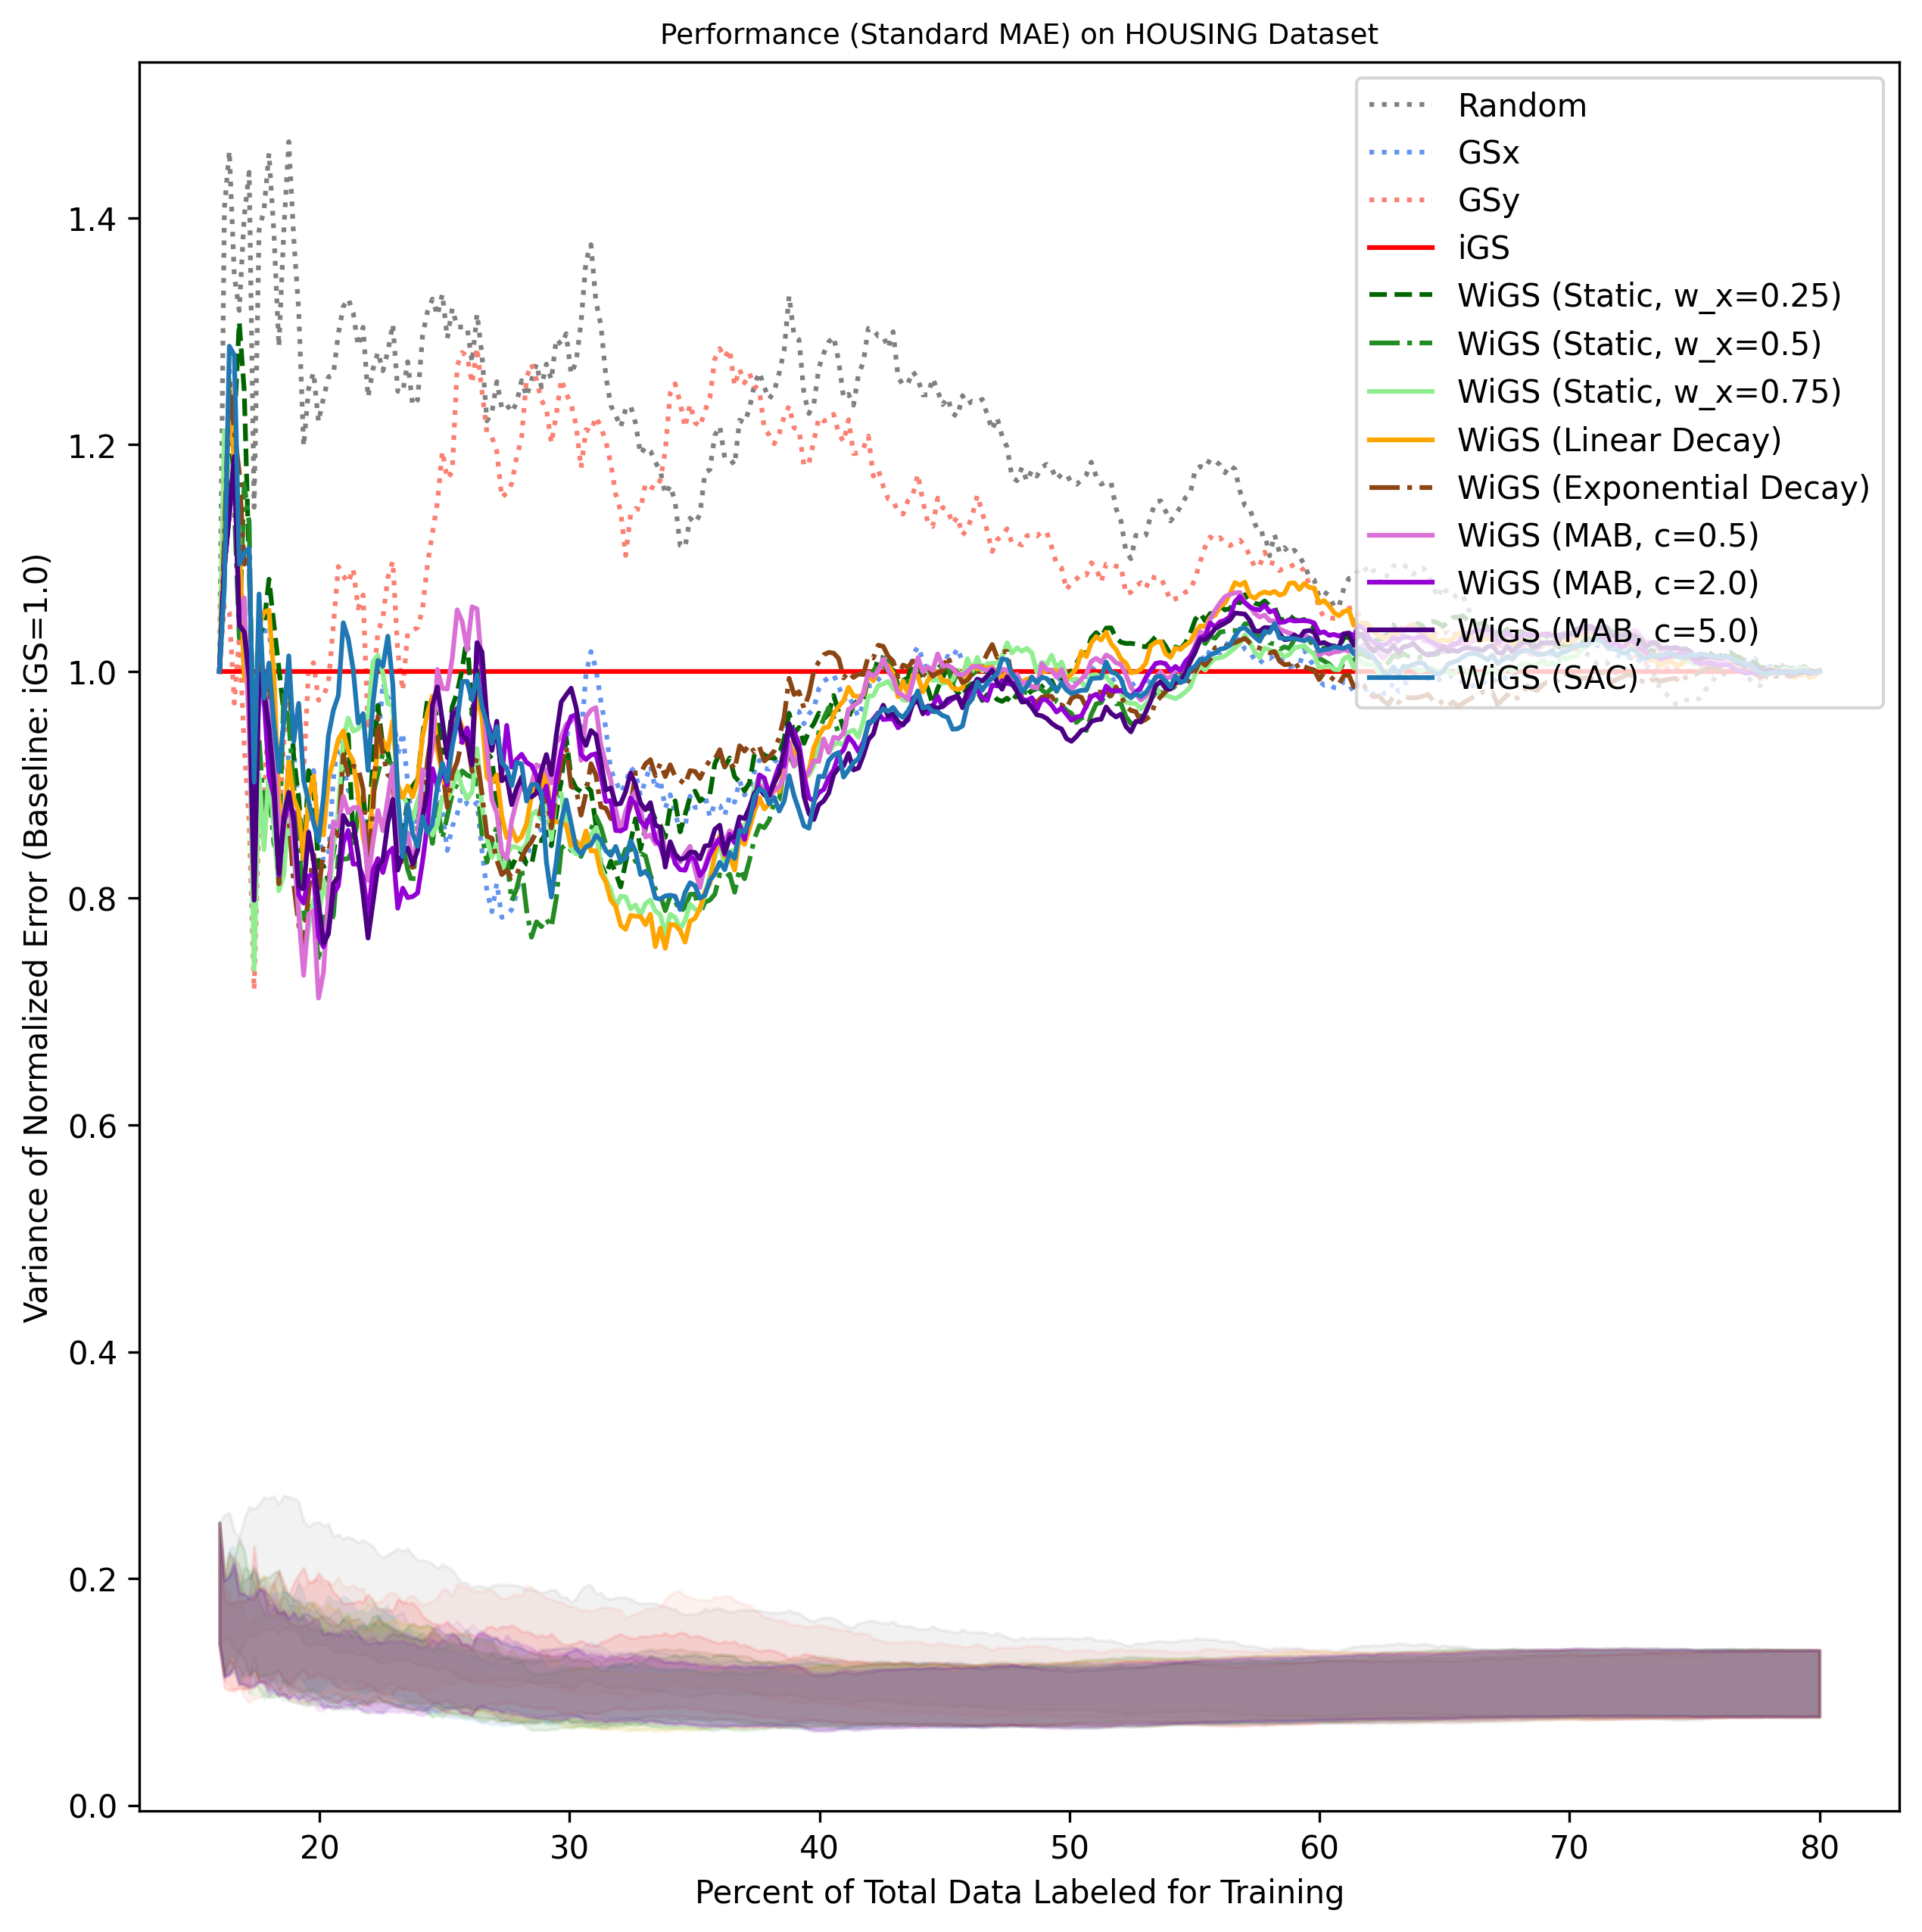 Performance (Standard MAE) on HOUSING Dataset
Variance of Normalized Error (Baseline: iGS=1.0)
1.4
1.2
1.0
0.8
0.6
0.4
0.2
0.0
Random
GSx
GSy
iGS
WiGS (Static, w_x=0.25)
WiGS (Static, w_x=0.5)
WiGS (Static, w_x=0.75)
WiGS (Linear Decay)
WiGS (Exponential Decay)
WiGS (MAB, c=0.5)
WiGS (MAB, c=2.0)
WiGS (MAB, c=5.0)
WiGS (SAC)
20 30 40 50 60 70 80
Percent of Total Data Labeled for Training